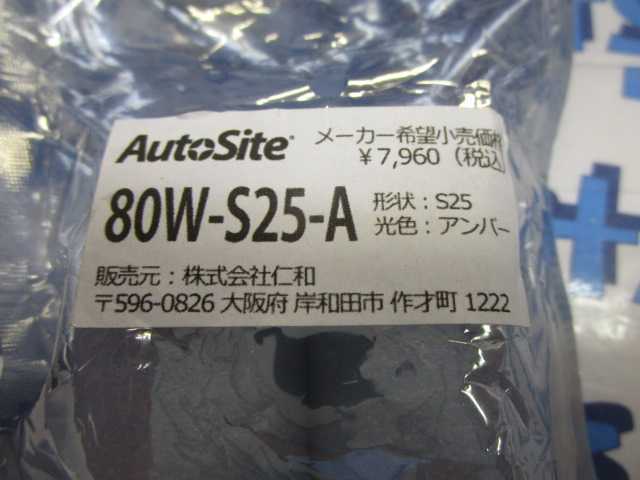 AutoSite
メーカー希望小売価格
¥7,960（税込）
80W-S25-A
形状：S25
光色：アンバー
販売元：株式会社仁和
〒596-0826 大阪府 岸和田市 作才町 1222